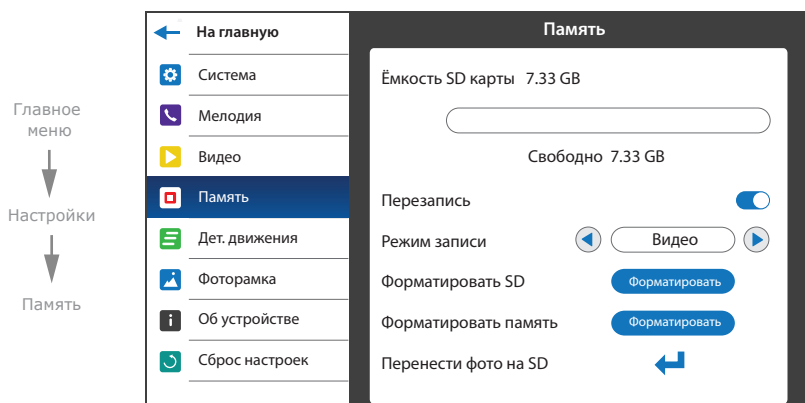 Главное
меню
Настройки
Память
На главную
Система
Мелодия
Видео
Память
Дет. движения
Фоторамка
Об устройстве
Сброс настроек
Память
Ёмкость SD карты 7.33 GB
Свободно 7.33 GB
Перезапись
Режим записи Видео
Форматировать SD Форматировать
Форматировать память Форматировать
Перенести фото на SD